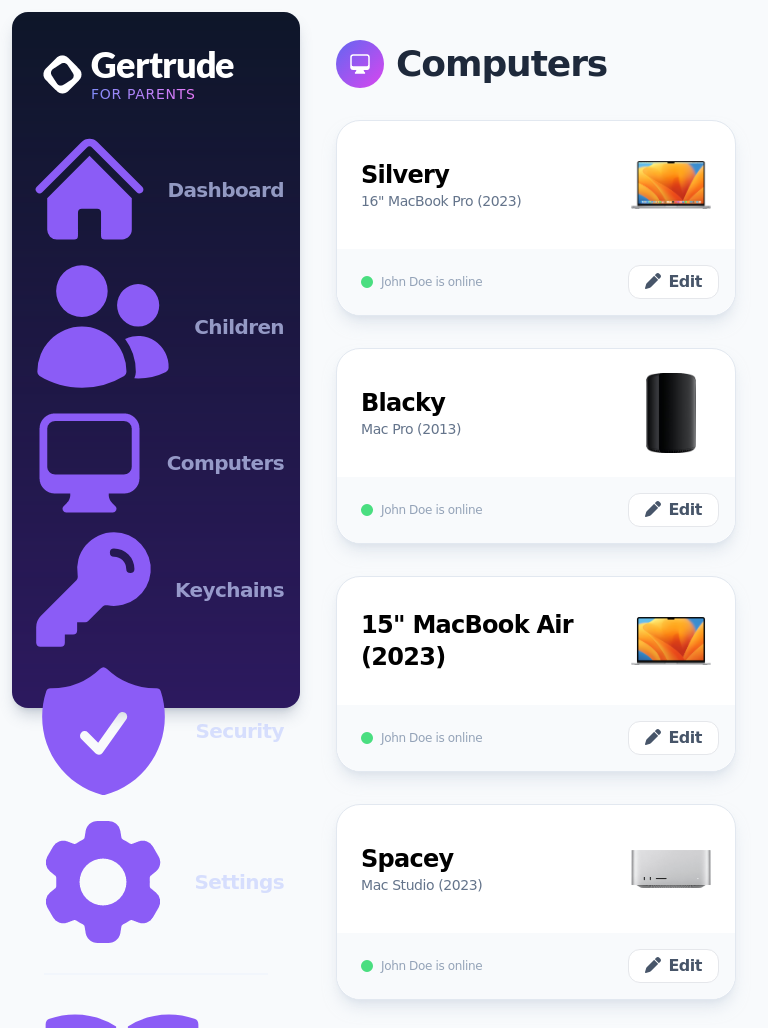 Gertrude
FOR PARENTS
Dashboard
Children
Computers
Keychains
Security
Settings
Computers
Silvery
16" MacBook Pro (2023)
John Doe is online
Edit
Blacky
Mac Pro (2013)
John Doe is online
Edit
15" MacBook Air
(2023)
John Doe is online
Edit
Spacey
Mac Studio (2023)
John Doe is online
Edit